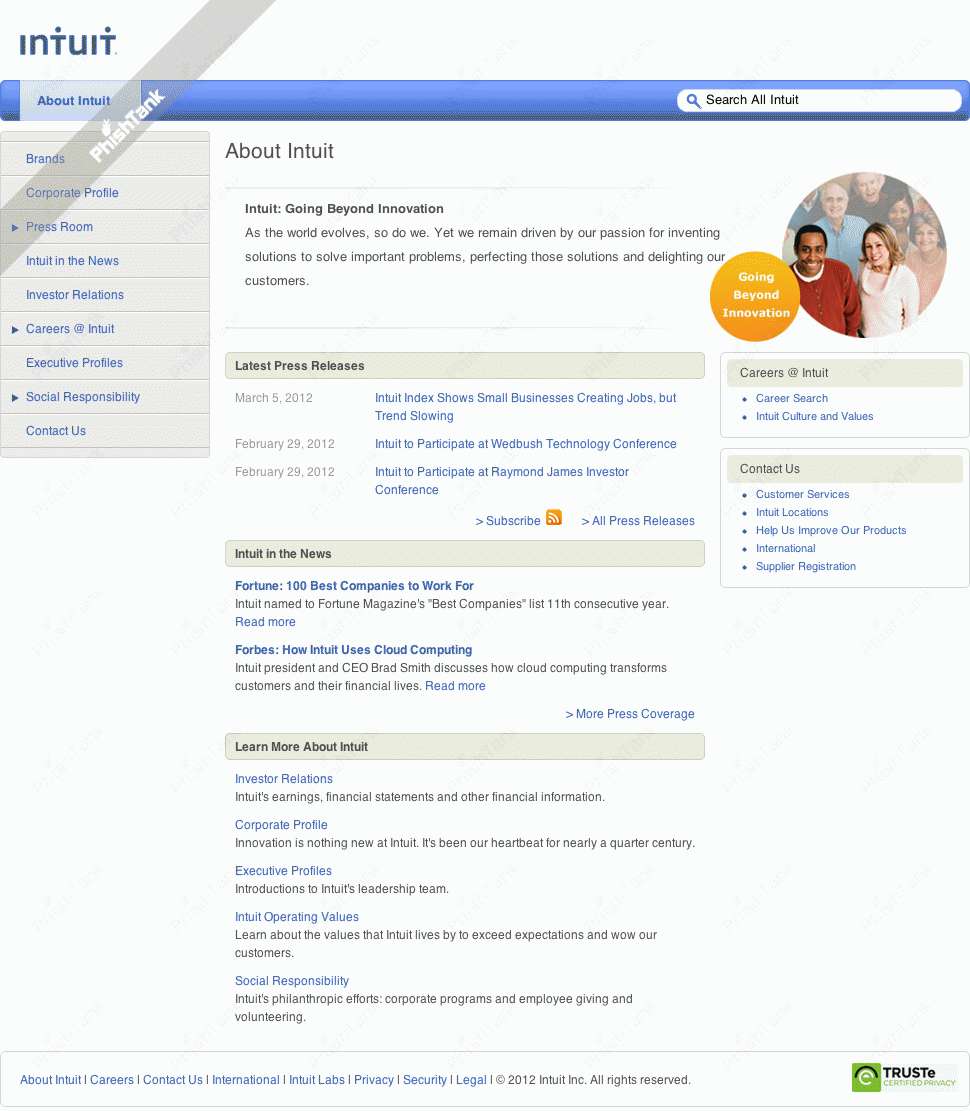 intuit.
About Intuit
Search All Intuit
PhishTank
Brands
Corporate Profile
Press Room
Intuit in the News
Investor Relations
Careers @ Intuit
Executive Profiles
Social Responsibility
Contact Us
About Intuit
Intuit: Going Beyond Innovation
As the world evolves, so do we. Yet we remain driven by our passion for inventing
solutions to solve important problems, perfecting those solutions and delighting our
customers.
Going
Beyond
Innovation
Latest Press Releases
March 5, 2012 Intuit Index Shows Small Businesses Creating Jobs, but
Trend Slowing
February 29, 2012 Intuit to Participate at Wedbush Technology Conference
February 29, 2012 Intuit to Participate at Raymond James Investor
Conference
> Subscribe > All Press Releases
Intuit in the News
Fortune: 100 Best Companies to Work For
Intuit named to Fortune Magazine's "Best Companies" list 11th consecutive year.
Read more
Forbes: How Intuit Uses Cloud Computing
Intuit president and CEO Brad Smith discusses how cloud computing transforms
customers and their financial lives. Read more
> More Press Coverage
Learn More About Intuit
Investor Relations
Intuit's earnings, financial statements and other financial information.
Corporate Profile
Innovation is nothing new at Intuit. It's been our heartbeat for nearly a quarter century.
Executive Profiles
Introductions to Intuit's leadership team.
Intuit Operating Values
Learn about the values that Intuit lives by to exceed expectations and wow our
customers.
Social Responsibility
Intuit's philanthropic efforts: corporate programs and employee giving and
volunteering.
Careers @ Intuit
Career Search
Intuit Culture and Values
Contact Us
Customer Services
Intuit Locations
Help Us Improve Our Products
International
Supplier Registration
About Intuit | Careers | Contact Us | International | Intuit Labs | Privacy | Security | Legal | © 2012 Intuit Inc. All rights reserved.
TRUSTe
CERTIFIED PRIVACY